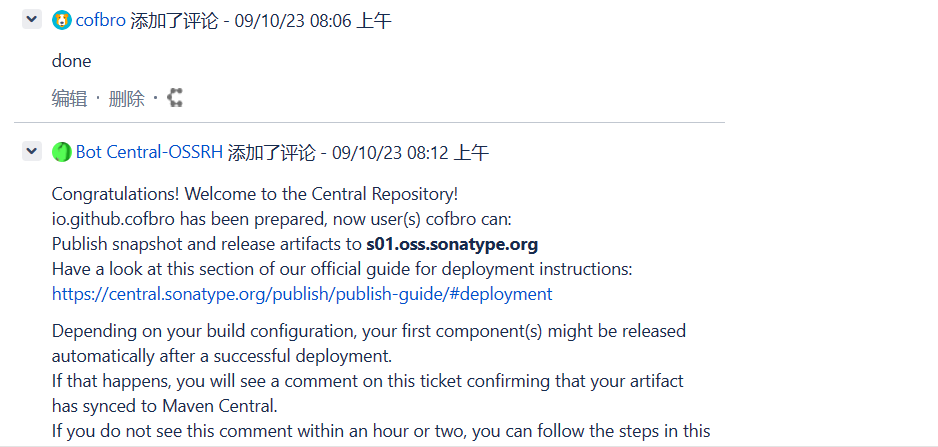 cofbro 添加了评论 - 09/10/23 08:06 上午
done
编辑 · 删除 ·
Bot Central-OSSRH 添加了评论 - 09/10/23 08:12 上午
Congratulations! Welcome to the Central Repository!
io.github.cofbro has been prepared, now user(s) cofbro can:
Publish snapshot and release artifacts to s01.oss.sonatype.org
Have a look at this section of our official guide for deployment instructions:
https://central.sonatype.org/publish/publish-guide/#deployment
Depending on your build configuration, your first component(s) might be released
automatically after a successful deployment.
If that happens, you will see a comment on this ticket confirming that your artifact
has synced to Maven Central.
If you do not see this comment within an hour or two, you can follow the steps in this